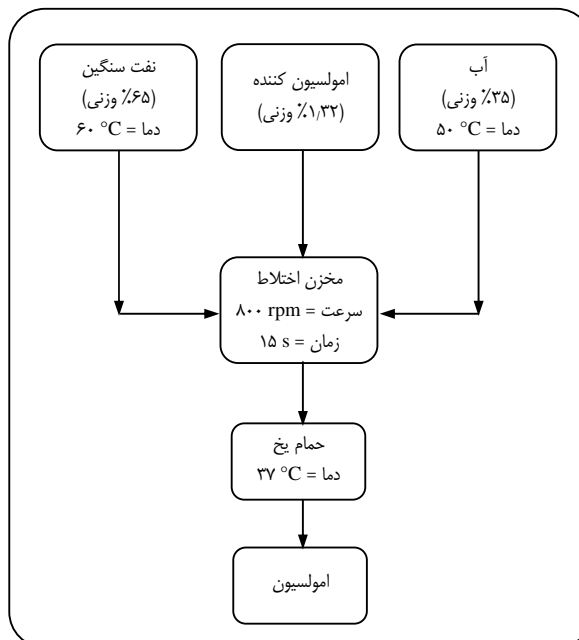 نفت سنگین
(۶۵٪ وزنی)
دما = ۶۰ °C
امولسیون کننده
(۱٫۳۲٪ وزنی)
آب
(۳۵٪ وزنی)
دما = ۵۰ °C
مخزن اختلاط
سرعت = ۸۰۰ rpm
زمان = ۱۵ s
حمام یخ
دما = ۳۷ °C
امولسیون